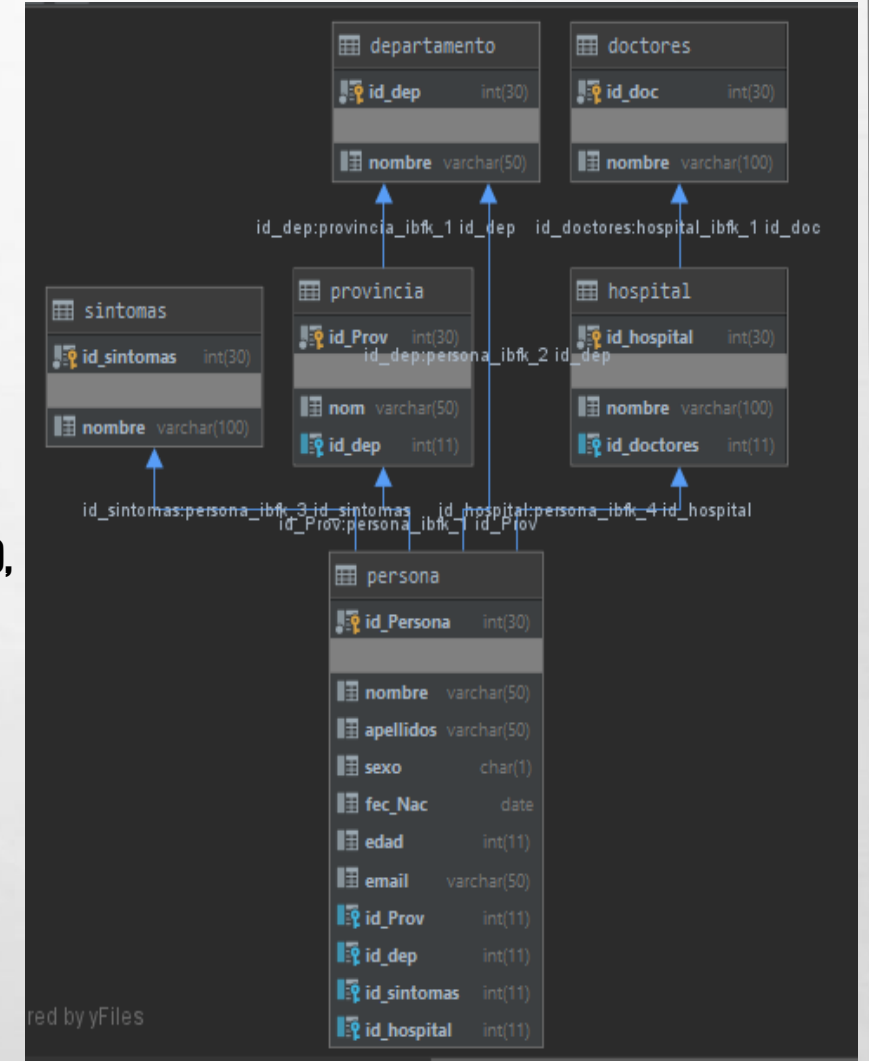 departamento
id_dep int(30)
nombre varchar(50)
doctores
id_doc int(30)
nombre varchar(100)
id_dep:provincia_ibfk_1 id_dep
id_doctores:hospital_ibfk_1 id_doc
sintomas
id_sintomas int(30)
nombre varchar(100)
provincia
id_Prov int(30)
nom varchar(50)
id_dep int(11)
hospital
id_hospital int(30)
nombre varchar(100)
id_doctores int(11)
id_dep:persona_ibfk_2 id_dep
id_sintomas:persona_ibfk_3 id_sintomas
id_hospital:persona_ibfk_4 id_hospital
id_Prov:persona_ibfk_1 id_Prov
persona
id_Persona int(30)
nombre varchar(50)
apellidos varchar(50)
sexo char(1)
fec_Nac date
edad int(11)
email varchar(50)
id_Prov int(11)
id_dep int(11)
id_sintomas int(11)
id_hospital int(11)
red by yFiles